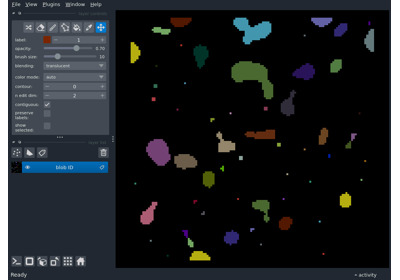 File View Plugins Window Help
label: 1
opacity: 0.70
brush size: 10
blending: translucent
color mode: auto
contour: 0
n edit dim: 2
contiguous:
preserve
labels:
show
selected:
blob ID
Ready
activity